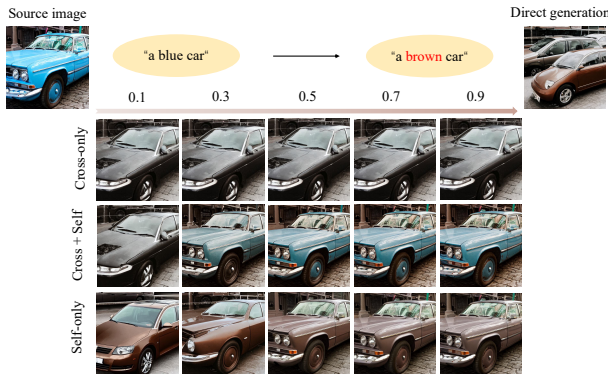 Source image
Direct generation
"a blue car"
"a brown car"
0.1 0.3 0.5 0.7 0.9
Cross-only
Cross + Self
Self-only